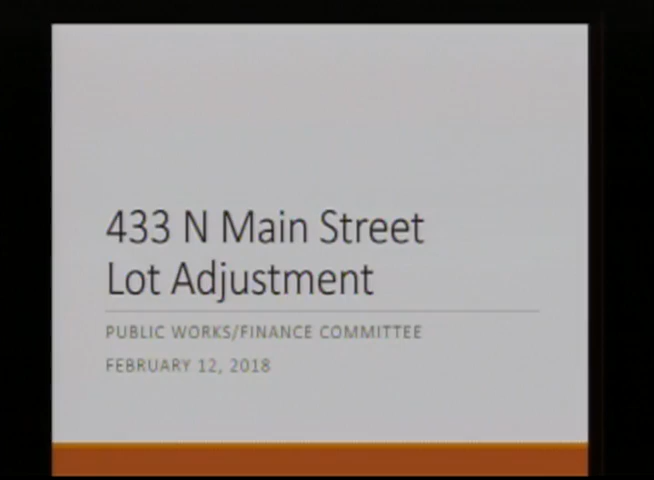 433 N Main Street
Lot Adjustment
PUBLIC WORKS/FINANCE COMMITTEE
FEBRUARY 12, 2018